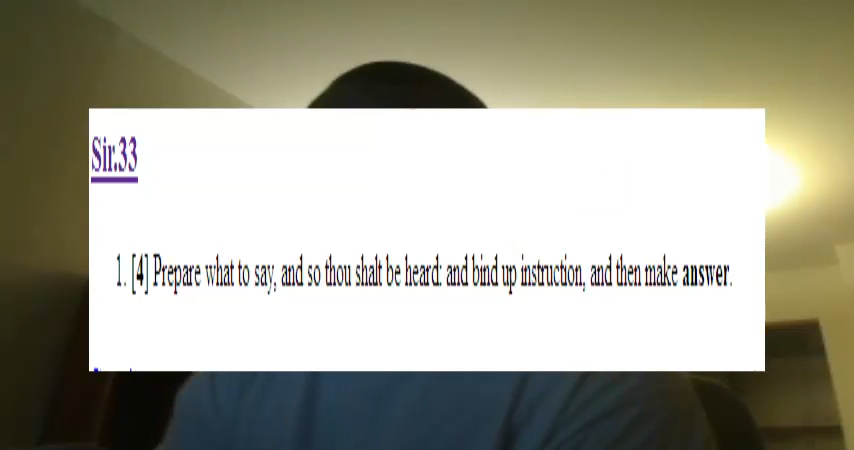 Sir.33
1. [4] Prepare what to say, and so thou shalt be heard: and bind up instruction, and then make answer.